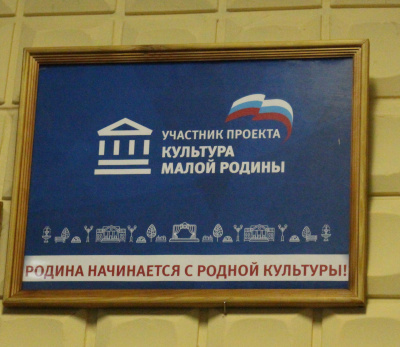 УЧАСТНИК ПРОЕКТА
КУЛЬТУРА
МАЛОЙ РОДИНЫ
РОДИНА НАЧИНАЕТСЯ С РОДНОЙ КУЛЬТУРЫ!